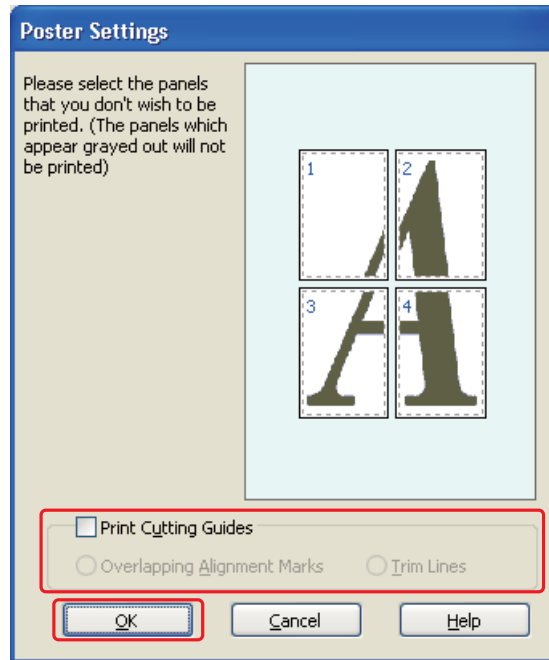 Poster Settings
Please select the panels
that you don't wish to be
printed. (The panels which
appear grayed out will not
be printed)
1 2
3 4
A
Print Cutting Guides
Overlapping Alignment Marks Trim Lines
OK Cancel Help